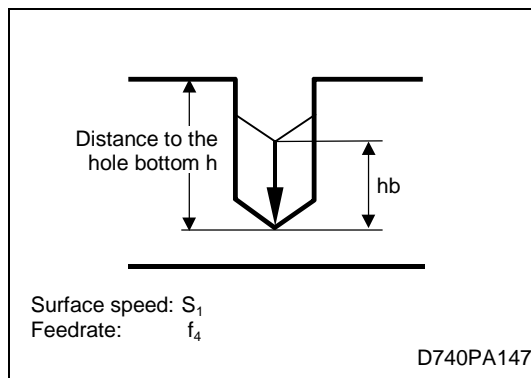 Distance to the
hole bottom h
hb
Surface speed: S₁
Feedrate: f₄
D740PA147